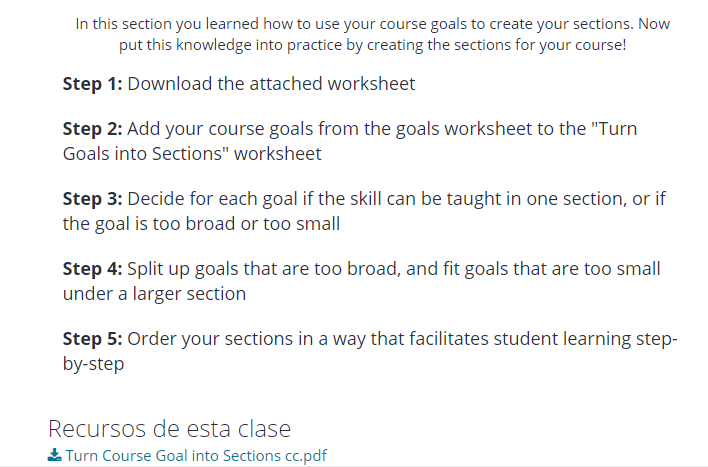 In this section you learned how to use your course goals to create your sections. Now
put this knowledge into practice by creating the sections for your course!
Step 1: Download the attached worksheet
Step 2: Add your course goals from the goals worksheet to the "Turn
Goals into Sections" worksheet
Step 3: Decide for each goal if the skill can be taught in one section, or if
the goal is too broad or too small
Step 4: Split up goals that are too broad, and fit goals that are too small
under a larger section
Step 5: Order your sections in a way that facilitates student learning step-
by-step
Recursos de esta clase
Turn Course Goal into Sections cc.pdf